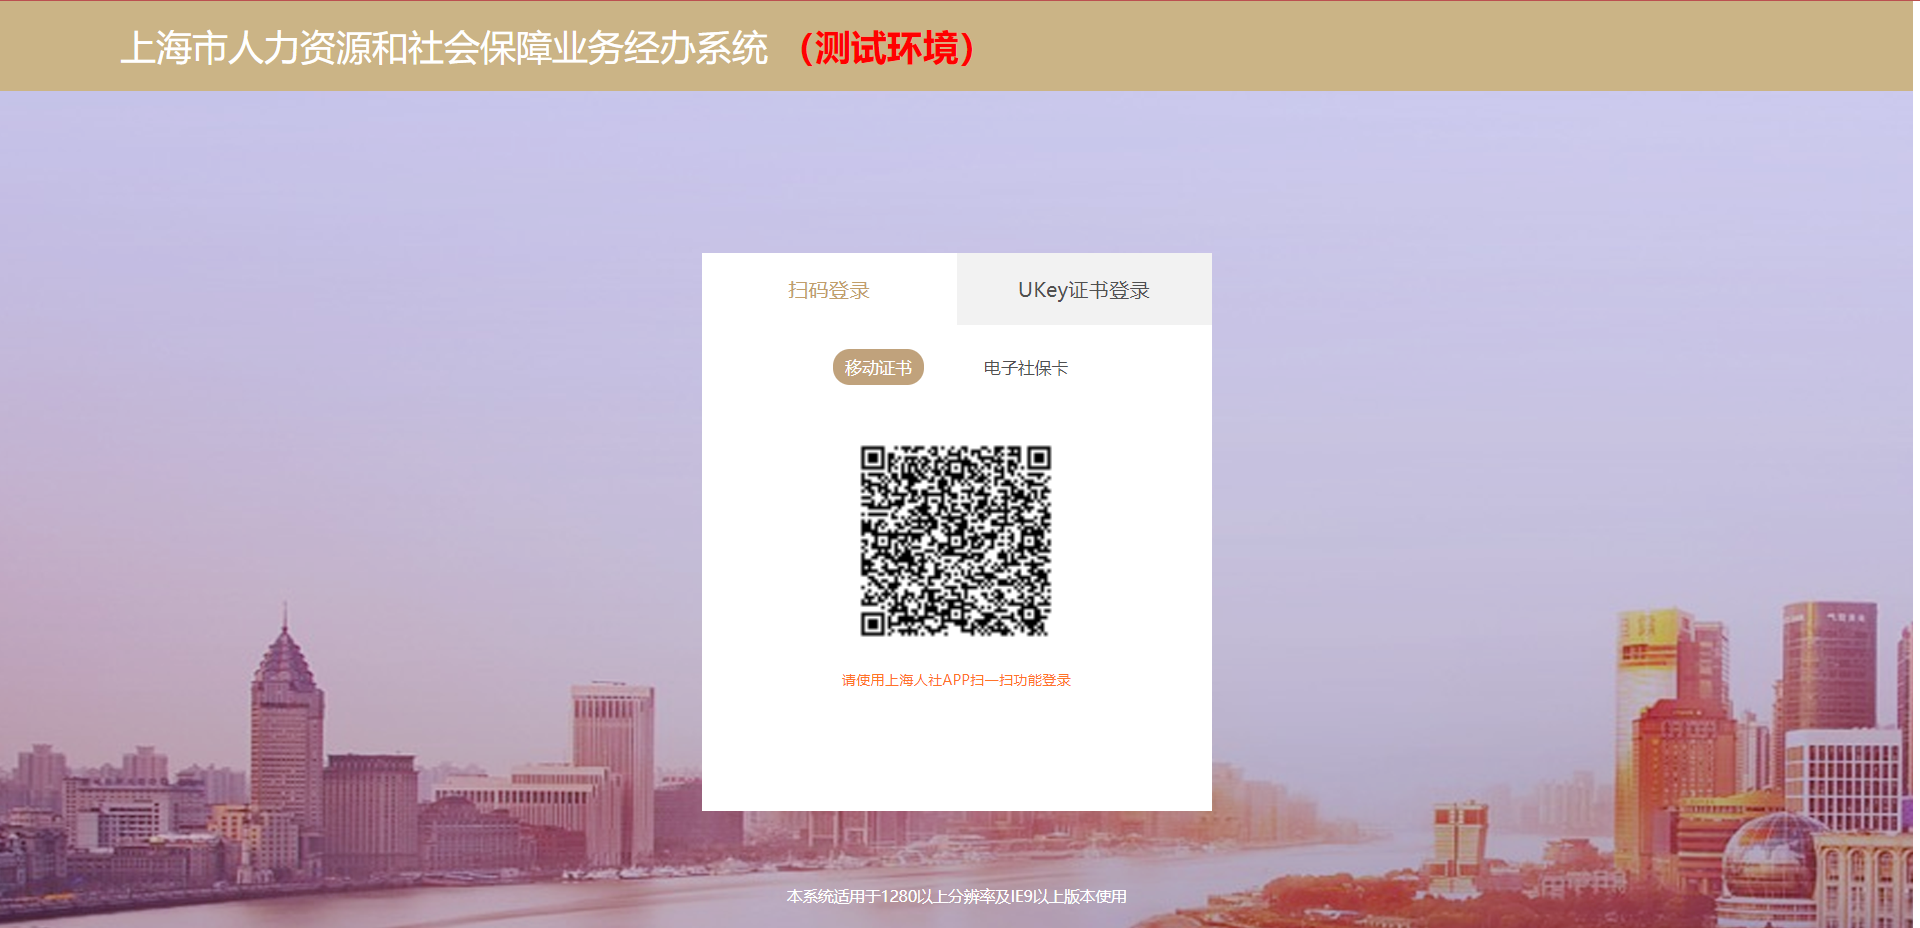 上海市人力资源和社会保障业务经办系统 （测试环境）
扫码登录 UKey证书登录
移动证书 电子社保卡
请使用上海人社APP扫一扫功能登录
本系统适用于1280以上分辨率及IE9以上版本使用